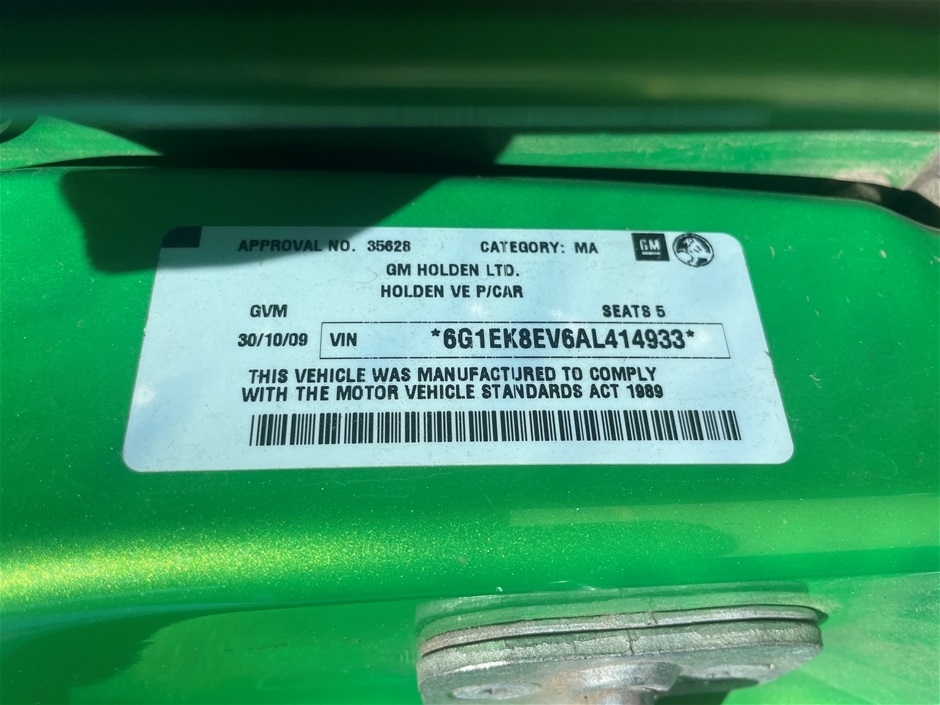 APPROVAL NO. 35628 CATEGORY: MA GM
GM HOLDEN LTD.
HOLDEN VE P/CAR
GVM SEATS 5
30/10/09 VIN *6G1EK8EV6AL414933*
THIS VEHICLE WAS MANUFACTURED TO COMPLY
WITH THE MOTOR VEHICLE STANDARDS ACT 1989